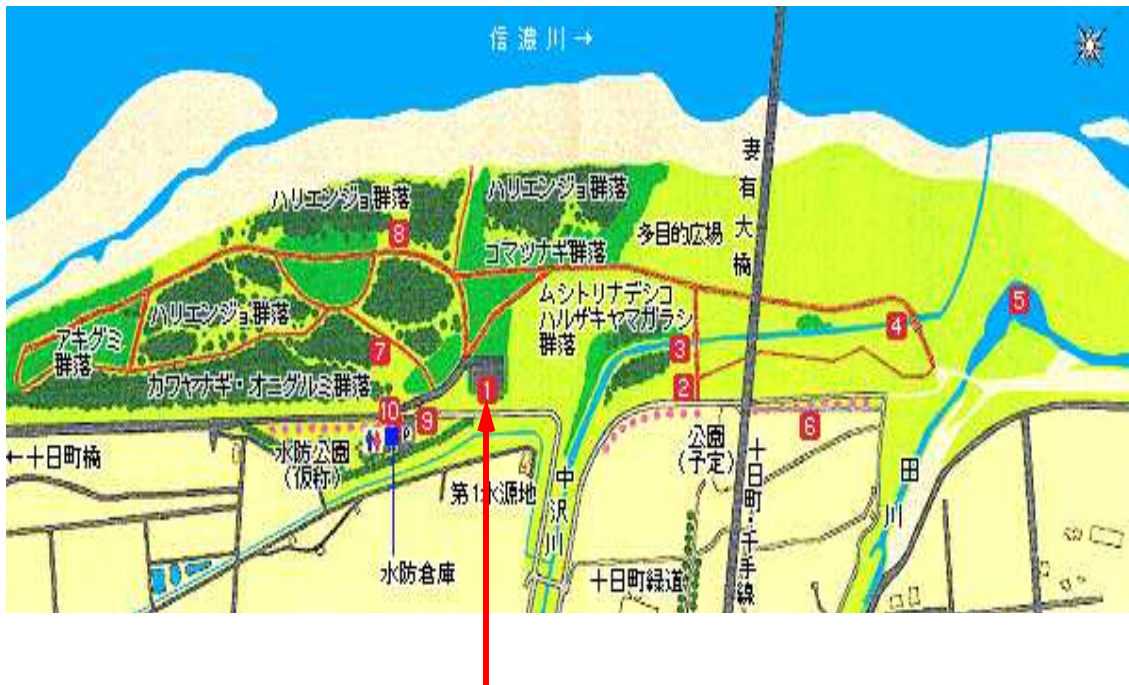 信濃川→
ハリエンジョ群落
ハリエンジョ群落
8
コマツナギ群落
多目的広場
妻有大橋
ムシトリナデシコ
ハルザキヤマガラシ
群落
ハリエンジョ群落
アキグミ
群落
カワヤナギ・オニグルミ群落
7
1
3
2
4
5
6
10
9
P
←十日町橋
水防公園
(仮称)
第1水源地
水防倉庫
中沢川
公園
(予定)
十日町緑道
十日町・千手線
田川